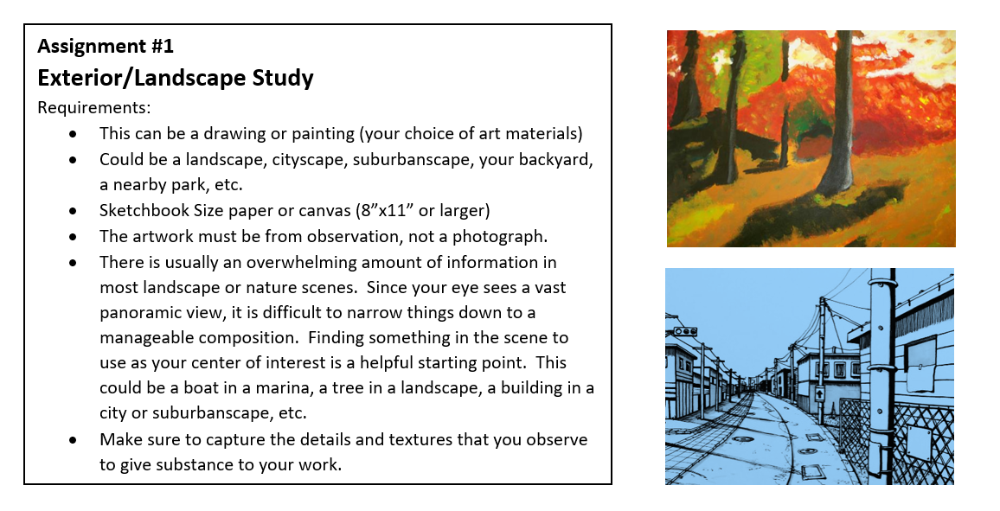 Assignment #1
Exterior/Landscape Study
Requirements:
• This can be a drawing or painting (your choice of art materials)
• Could be a landscape, cityscape, suburbanscape, your backyard,
a nearby park, etc.
• Sketchbook Size paper or canvas (8”x11” or larger)
• The artwork must be from observation, not a photograph.
• There is usually an overwhelming amount of information in
most landscape or nature scenes.  Since your eye sees a vast
panoramic view, it is difficult to narrow things down to a
manageable composition.  Finding something in the scene to
use as your center of interest is a helpful starting point.  This
could be a boat in a marina, a tree in a landscape, a building in a
city or suburbanscape, etc.
• Make sure to capture the details and textures that you observe
to give substance to your work.